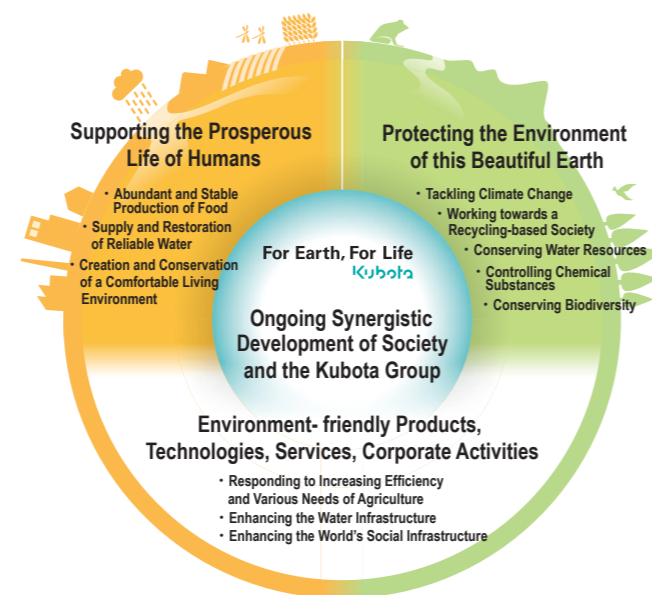 Supporting the Prosperous
Life of Humans
・Abundant and Stable
Production of Food
・Supply and Restoration
of Reliable Water
・Creation and Conservation
of a Comfortable Living
Environment
Protecting the Environment
of this Beautiful Earth
・Tackling Climate Change
・Working towards a
Recycling-based Society
・Conserving Water Resources
・Controlling Chemical
Substances
・Conserving Biodiversity
For Earth, For Life
Kubota
Ongoing Synergistic
Development of Society
and the Kubota Group
Environment- friendly Products,
Technologies, Services, Corporate Activities
・Responding to Increasing Efficiency
and Various Needs of Agriculture
・Enhancing the Water Infrastructure
・Enhancing the World's Social Infrastructure